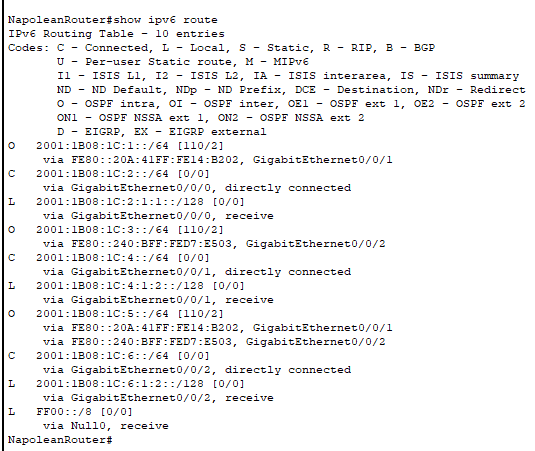 NapoleanRouter#show ipv6 route
IPv6 Routing Table - 10 entries
Codes: C - Connected, L - Local, S - Static, R - RIP, B - BGP
U - Per-user Static route, M - MIPv6
I1 - ISIS L1, I2 - ISIS L2, IA - ISIS interarea, IS - ISIS summary
ND - ND Default, NDp - ND Prefix, DCE - Destination, NDr - Redirect
O - OSPF intra, OI - OSPF inter, OE1 - OSPF ext 1, OE2 - OSPF ext 2
ON1 - OSPF NSSA ext 1, ON2 - OSPF NSSA ext 2
D - EIGRP, EX - EIGRP external
O 2001:1B08:1C:1::/64 [110/2]
via FE80::20A:41FF:FE14:B202, GigabitEthernet0/0/1
C 2001:1B08:1C:2::/64 [0/0]
via GigabitEthernet0/0/0, directly connected
L 2001:1B08:1C:2:1:1::/128 [0/0]
via GigabitEthernet0/0/0, receive
O 2001:1B08:1C:3::/64 [110/2]
via FE80::240:BFF:FED7:E503, GigabitEthernet0/0/2
C 2001:1B08:1C:4::/64 [0/0]
via GigabitEthernet0/0/1, directly connected
L 2001:1B08:1C:4:1:2::/128 [0/0]
via GigabitEthernet0/0/1, receive
O 2001:1B08:1C:5::/64 [110/2]
via FE80::20A:41FF:FE14:B202, GigabitEthernet0/0/1
via FE80::240:BFF:FED7:E503, GigabitEthernet0/0/2
C 2001:1B08:1C:6::/64 [0/0]
via GigabitEthernet0/0/2, directly connected
L 2001:1B08:1C:6:1:2::/128 [0/0]
via GigabitEthernet0/0/2, receive
L FF00::/8 [0/0]
via Null0, receive
NapoleanRouter#